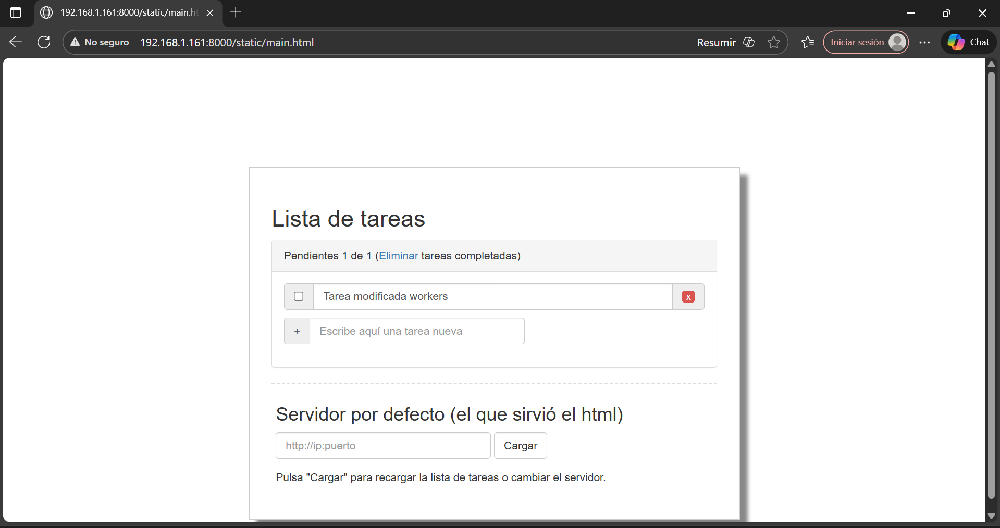 192.168.1.161:8000/static/main.ht
No seguro 192.168.1.161:8000/static/main.html Resumir Iniciar sesión Chat
Lista de tareas
Pendientes 1 de 1 (Eliminar tareas completadas)
Tarea modificada workers x
+ Escribe aquí una tarea nueva
Servidor por defecto (el que sirvió el html)
http://ip:puerto Cargar
Pulsa "Cargar" para recargar la lista de tareas o cambiar el servidor.